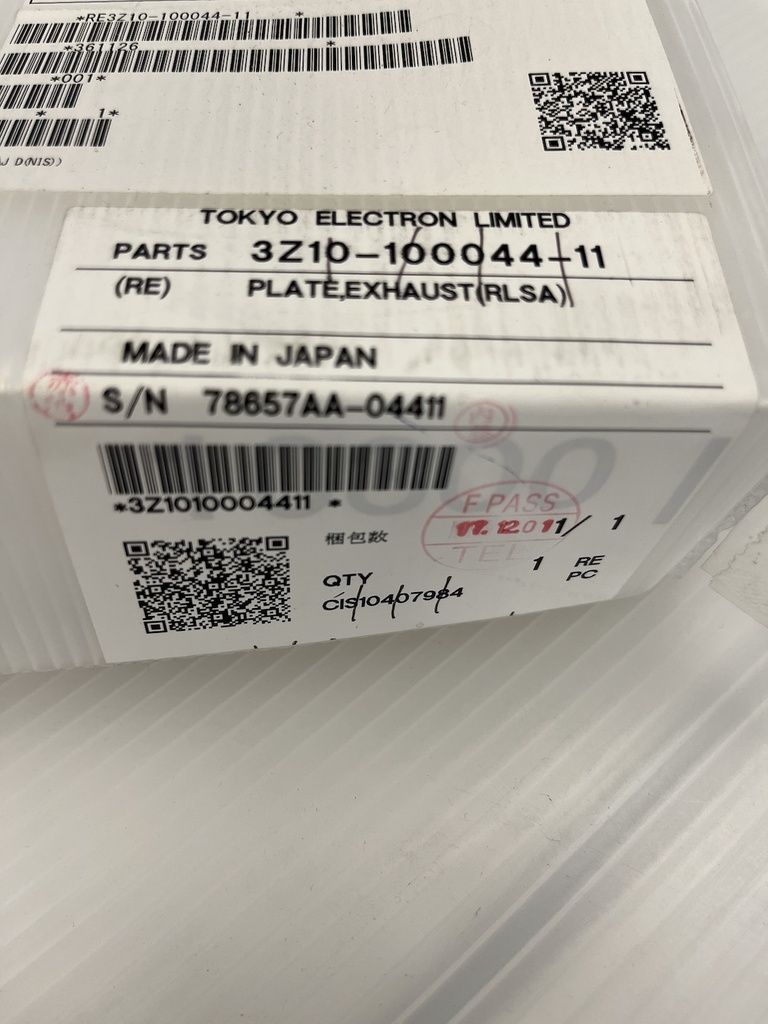 *RE3Z10-100044-11 *
*361126 *
*001*
* 1*
TOKYO ELECTRON LIMITED
PARTS 3Z10-100044-11
(RE) PLATE,EXHAUST(RLSA)
MADE IN JAPAN
S/N 78657AA-04411
*3Z1010004411 *
F PASS
梱包数 1/ 1
TEL
QTY 1 RE
PC
CIS10407984